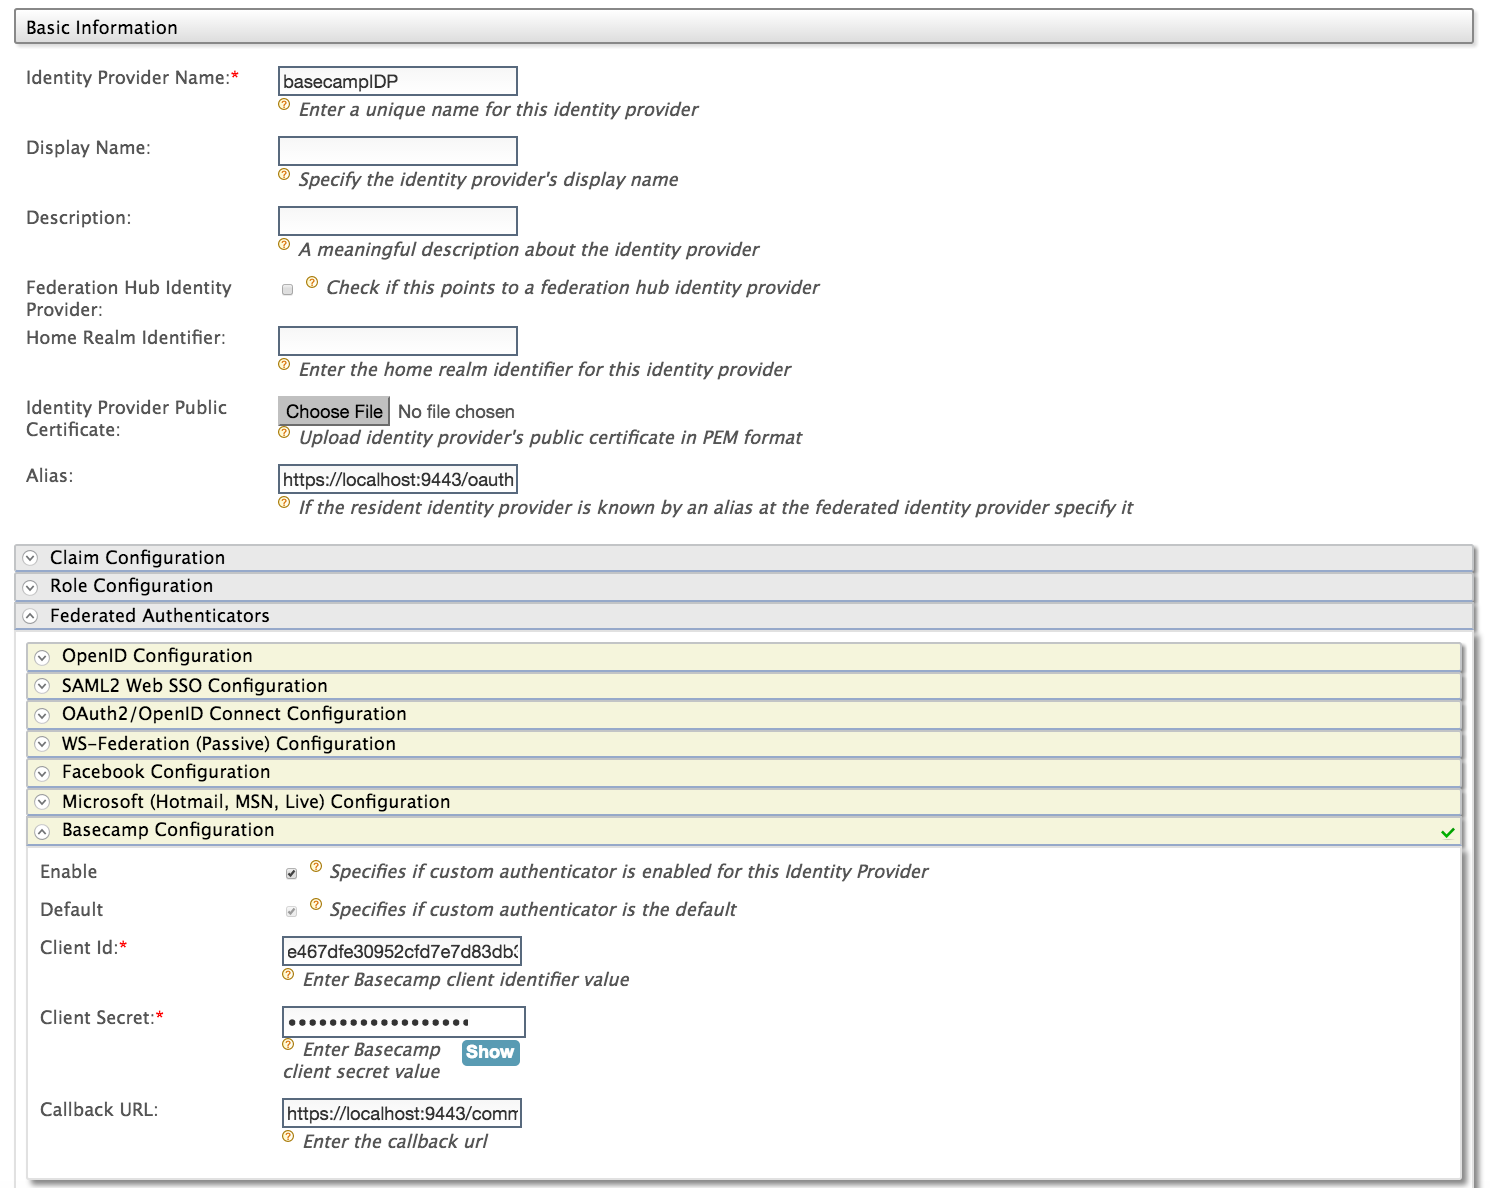 Basic Information
Identity Provider Name:*
basecampIDP
Enter a unique name for this identity provider
Display Name:
Specify the identity provider's display name
Description:
A meaningful description about the identity provider
Federation Hub Identity
Provider:
Check if this points to a federation hub identity provider
Home Realm Identifier:
Enter the home realm identifier for this identity provider
Identity Provider Public
Certificate:
Choose File No file chosen
Upload identity provider's public certificate in PEM format
Alias:
https://localhost:9443/oauth
If the resident identity provider is known by an alias at the federated identity provider specify it
Claim Configuration
Role Configuration
Federated Authenticators
OpenID Configuration
SAML2 Web SSO Configuration
OAuth2/OpenID Connect Configuration
WS-Federation (Passive) Configuration
Facebook Configuration
Microsoft (Hotmail, MSN, Live) Configuration
Basecamp Configuration
Enable
Specifies if custom authenticator is enabled for this Identity Provider
Default
Specifies if custom authenticator is the default
Client Id:*
e467dfe30952cfd7e7d83db3
Enter Basecamp client identifier value
Client Secret:*
Enter Basecamp
client secret value
Show
Callback URL:
https://localhost:9443/comm
Enter the callback url